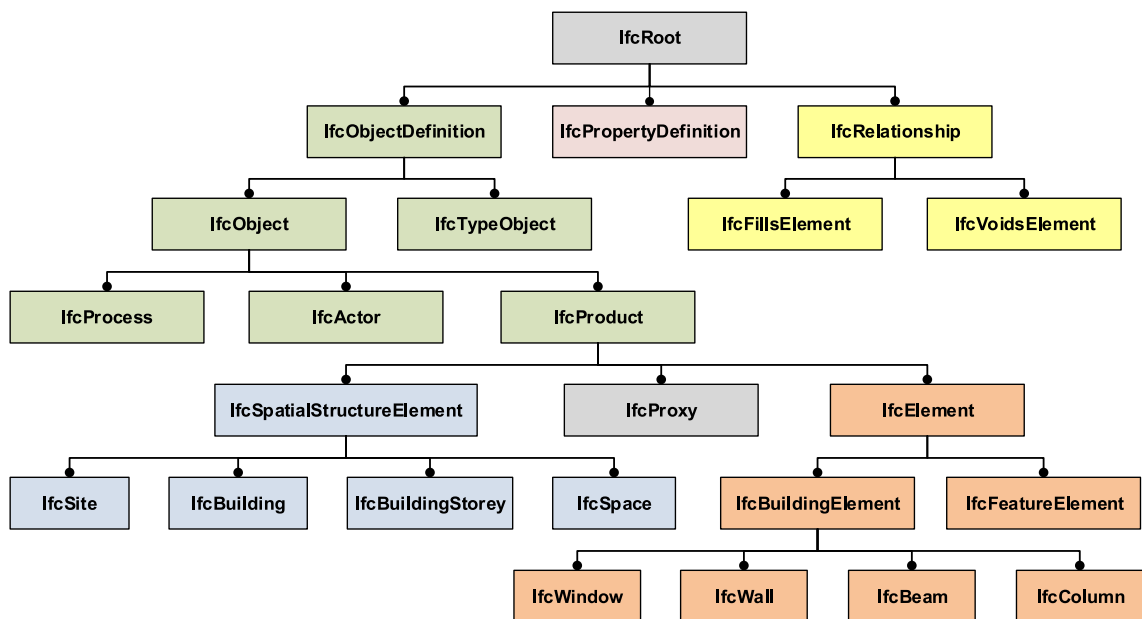 IfcRoot
IfcObjectDefinition
IfcPropertyDefinition
IfcRelationship
IfcObject
IfcTypeObject
IfcFillsElement
IfcVoidsElement
IfcProcess
IfcActor
IfcProduct
IfcSpatialStructureElement
IfcProxy
IfcElement
IfcSite
IfcBuilding
IfcBuildingStorey
IfcSpace
IfcBuildingElement
IfcFeatureElement
IfcWindow
IfcWall
IfcBeam
IfcColumn